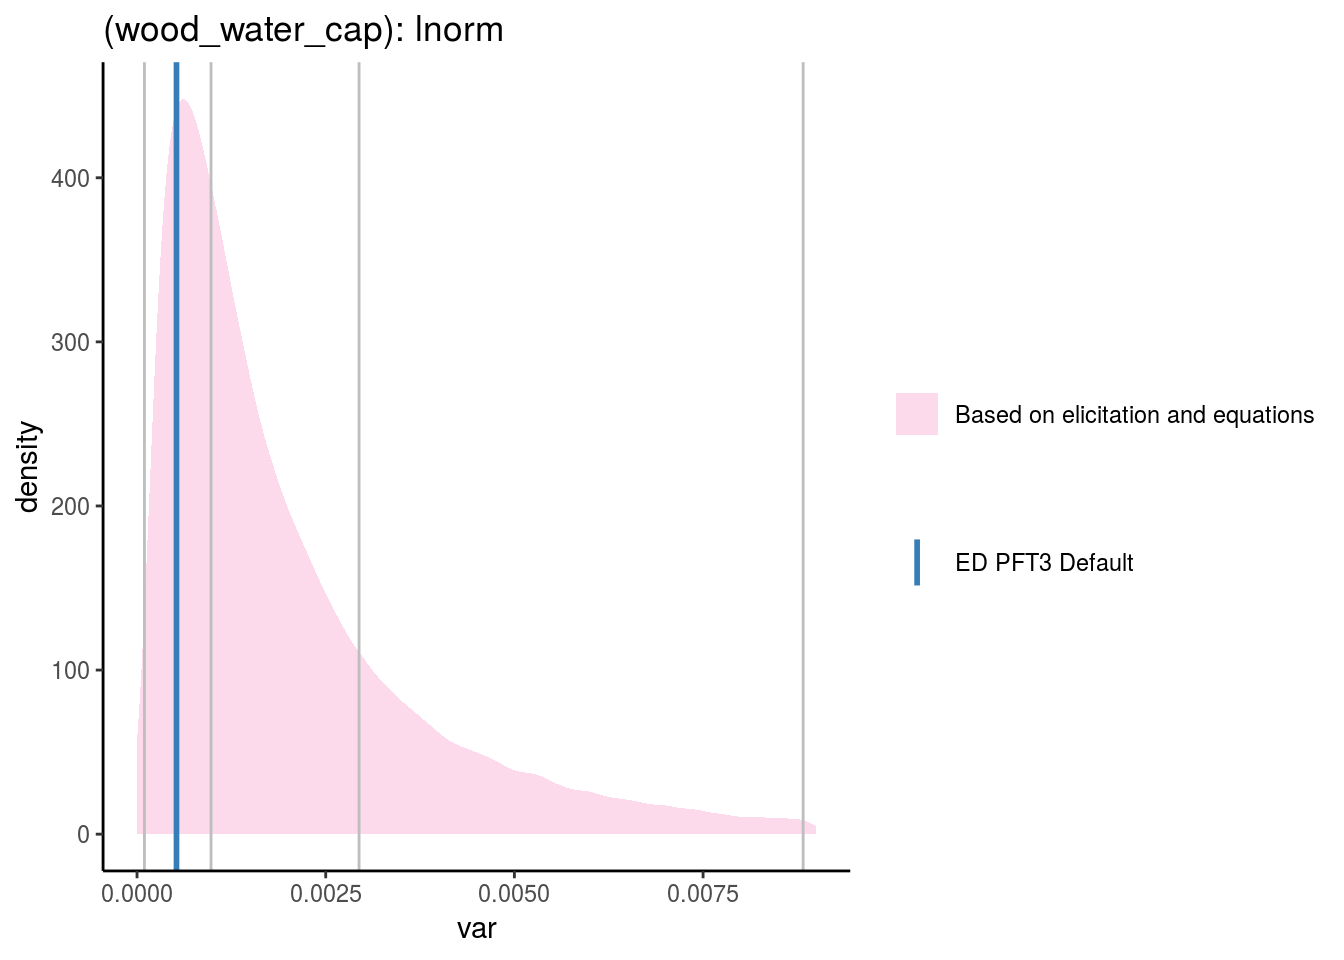 (wood_water_cap): lnorm
density
400
300
200
100
0
0.0000
0.0025
0.0050
0.0075
var
Based on elicitation and equations
ED PFT3 Default